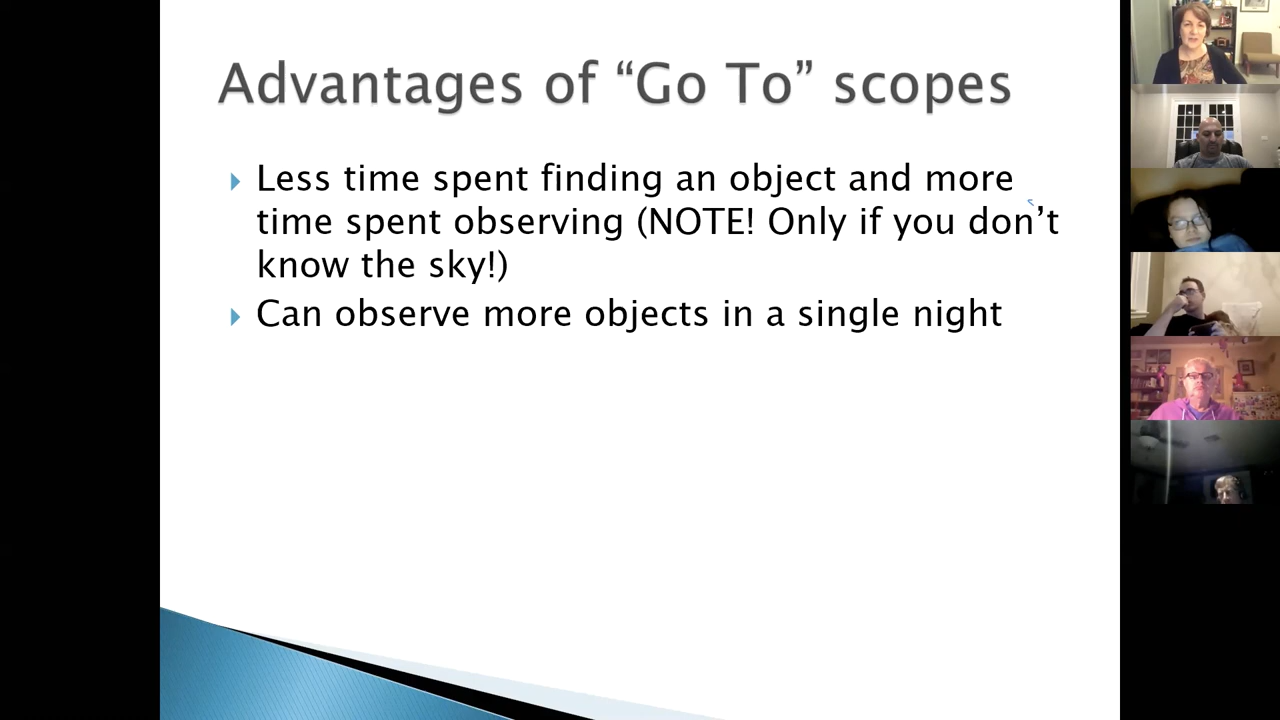 Advantages of “Go To” scopes
Less time spent finding an object and more
time spent observing (NOTE! Only if you don’t
know the sky!)
Can observe more objects in a single night